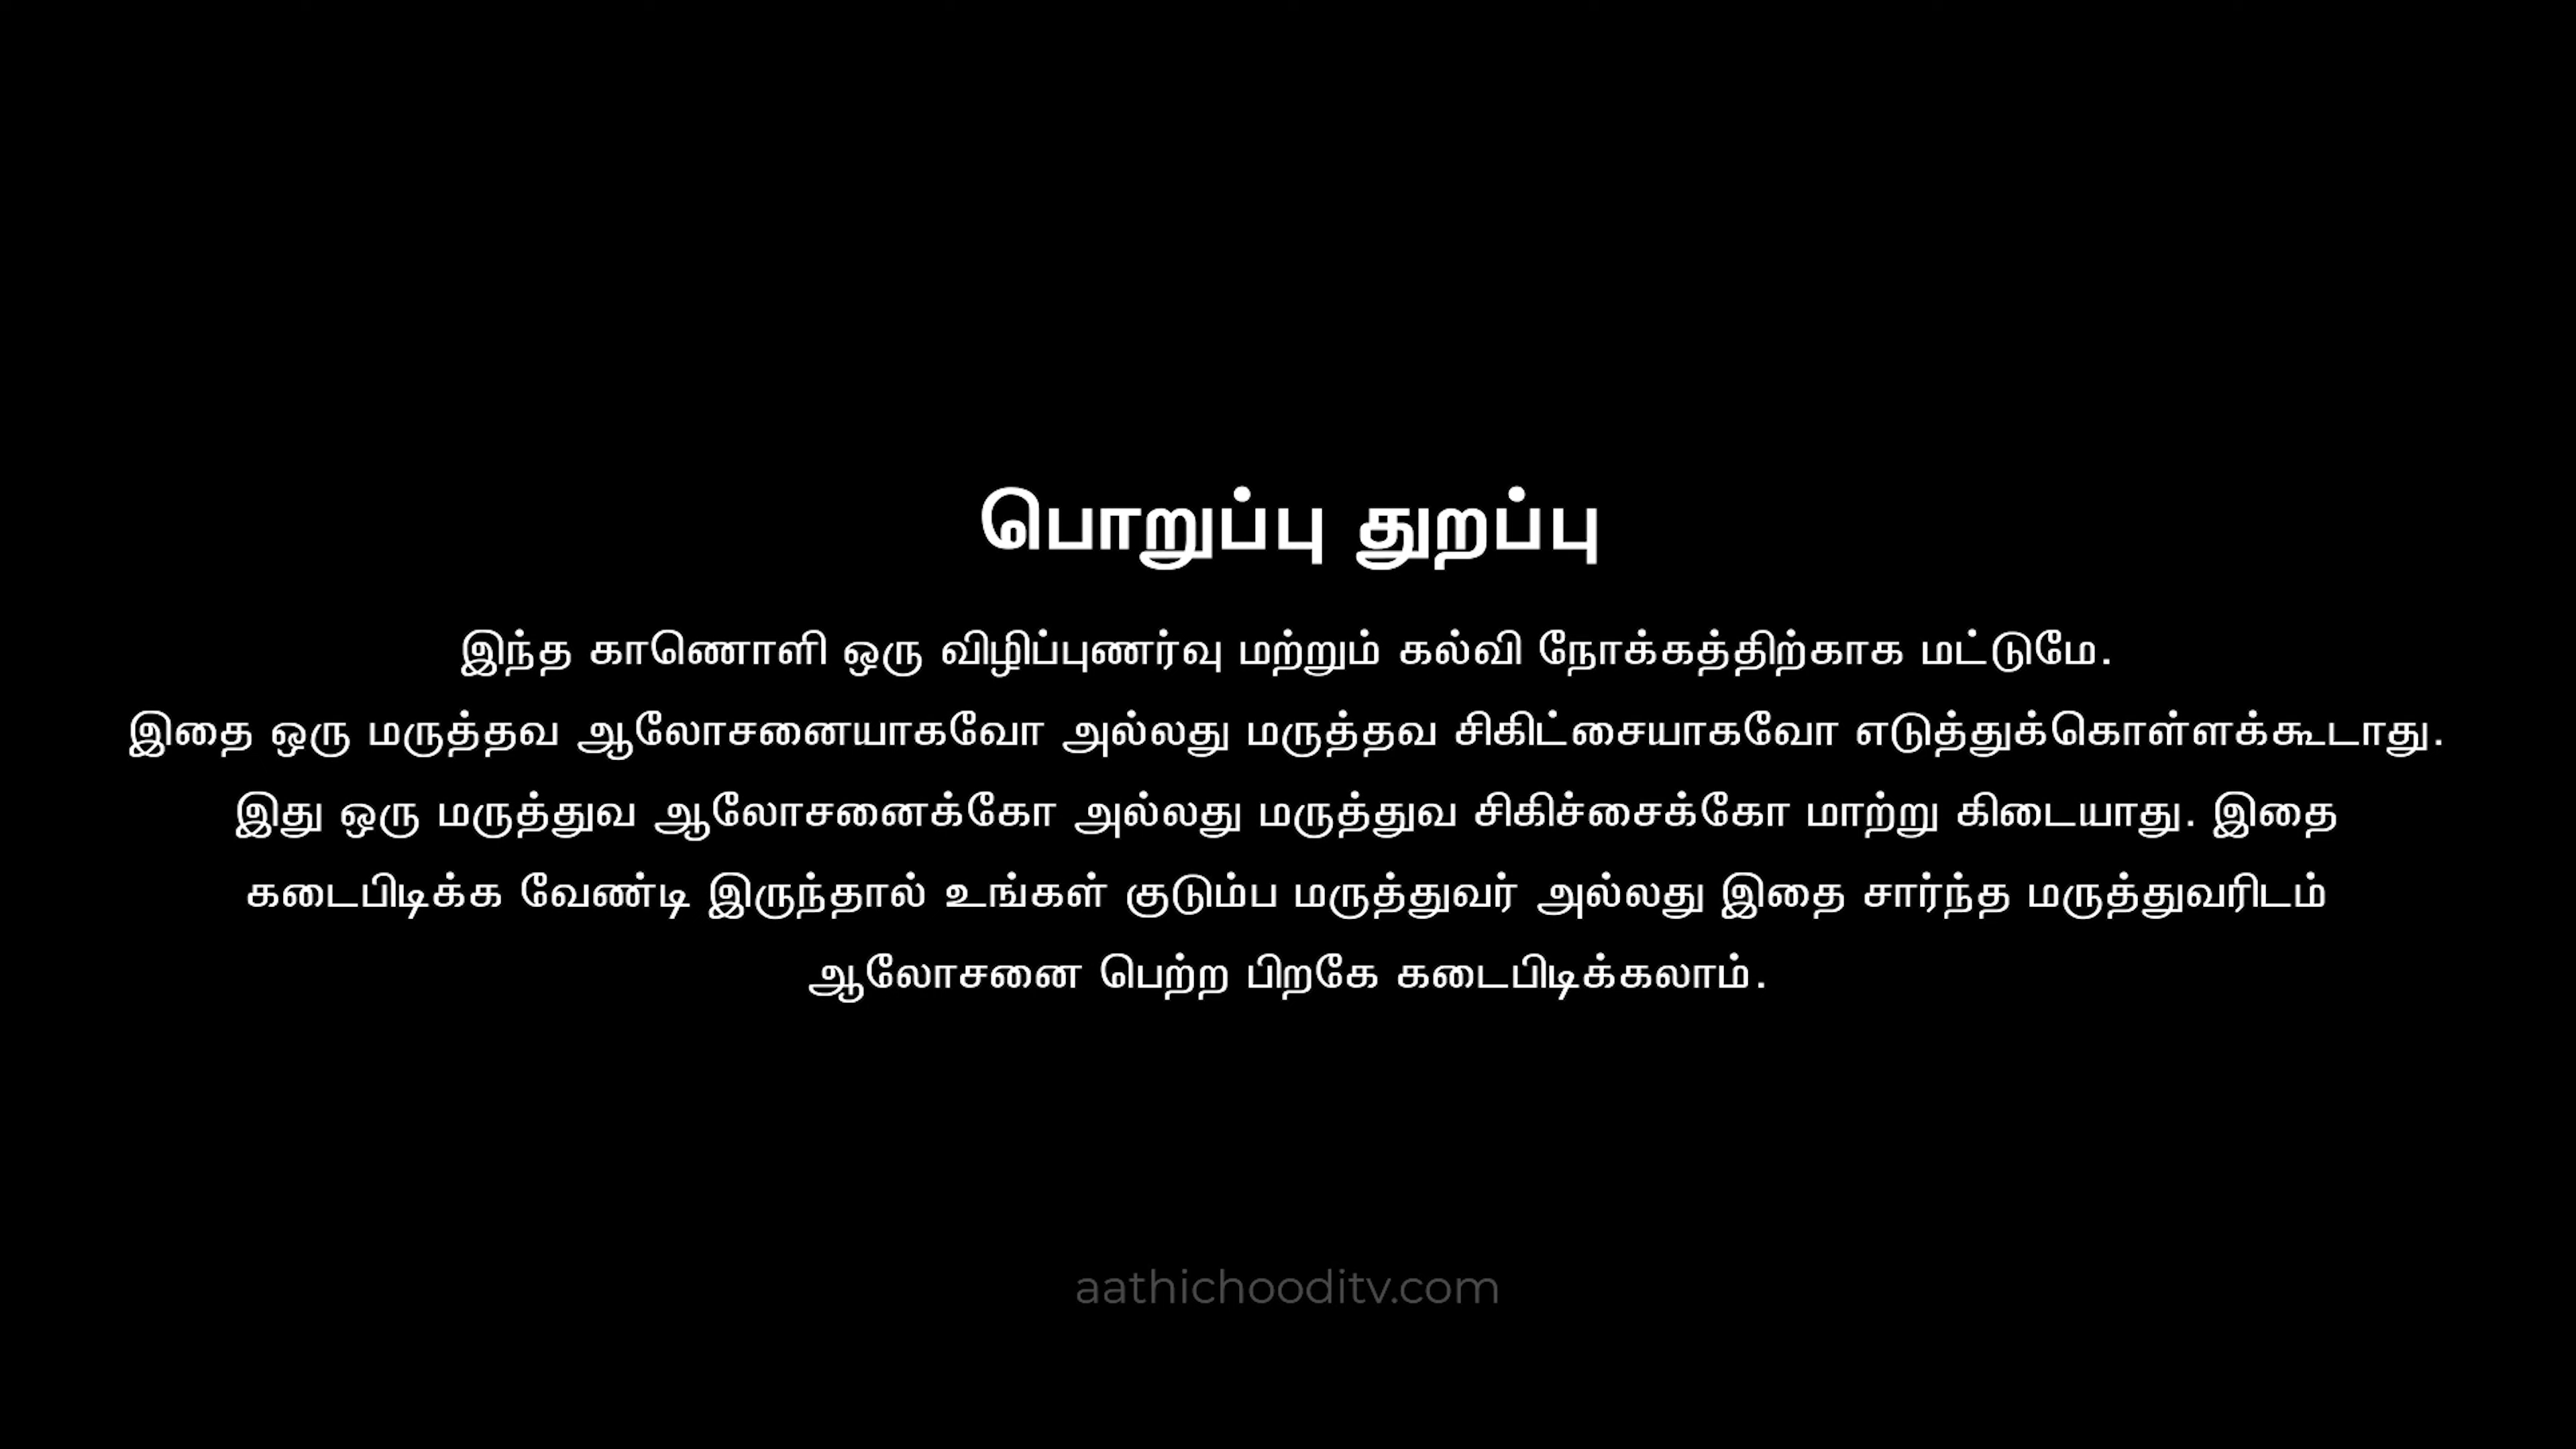 பொறுப்பு துறப்பு
இந்த காணொளி ஒரு விழிப்புணர்வு மற்றும் கல்வி நோக்கத்திற்காக மட்டுமே.
இதை ஒரு மருத்தவ ஆலோசனையாகவோ அல்லது மருத்தவ சிகிட்சையாகவோ எடுத்துக்கொள்ளக்கூடாது.
இது ஒரு மருத்துவ ஆலோசனைக்கோ அல்லது மருத்துவ சிகிச்சைக்கோ மாற்று கிடையாது. இதை
கடைபிடிக்க வேண்டி இருந்தால் உங்கள் குடும்ப மருத்துவர் அல்லது இதை சார்ந்த மருத்துவரிடம்
ஆலோசனை பெற்ற பிறகே கடைபிடிக்கலாம்.
aathichooditv.com